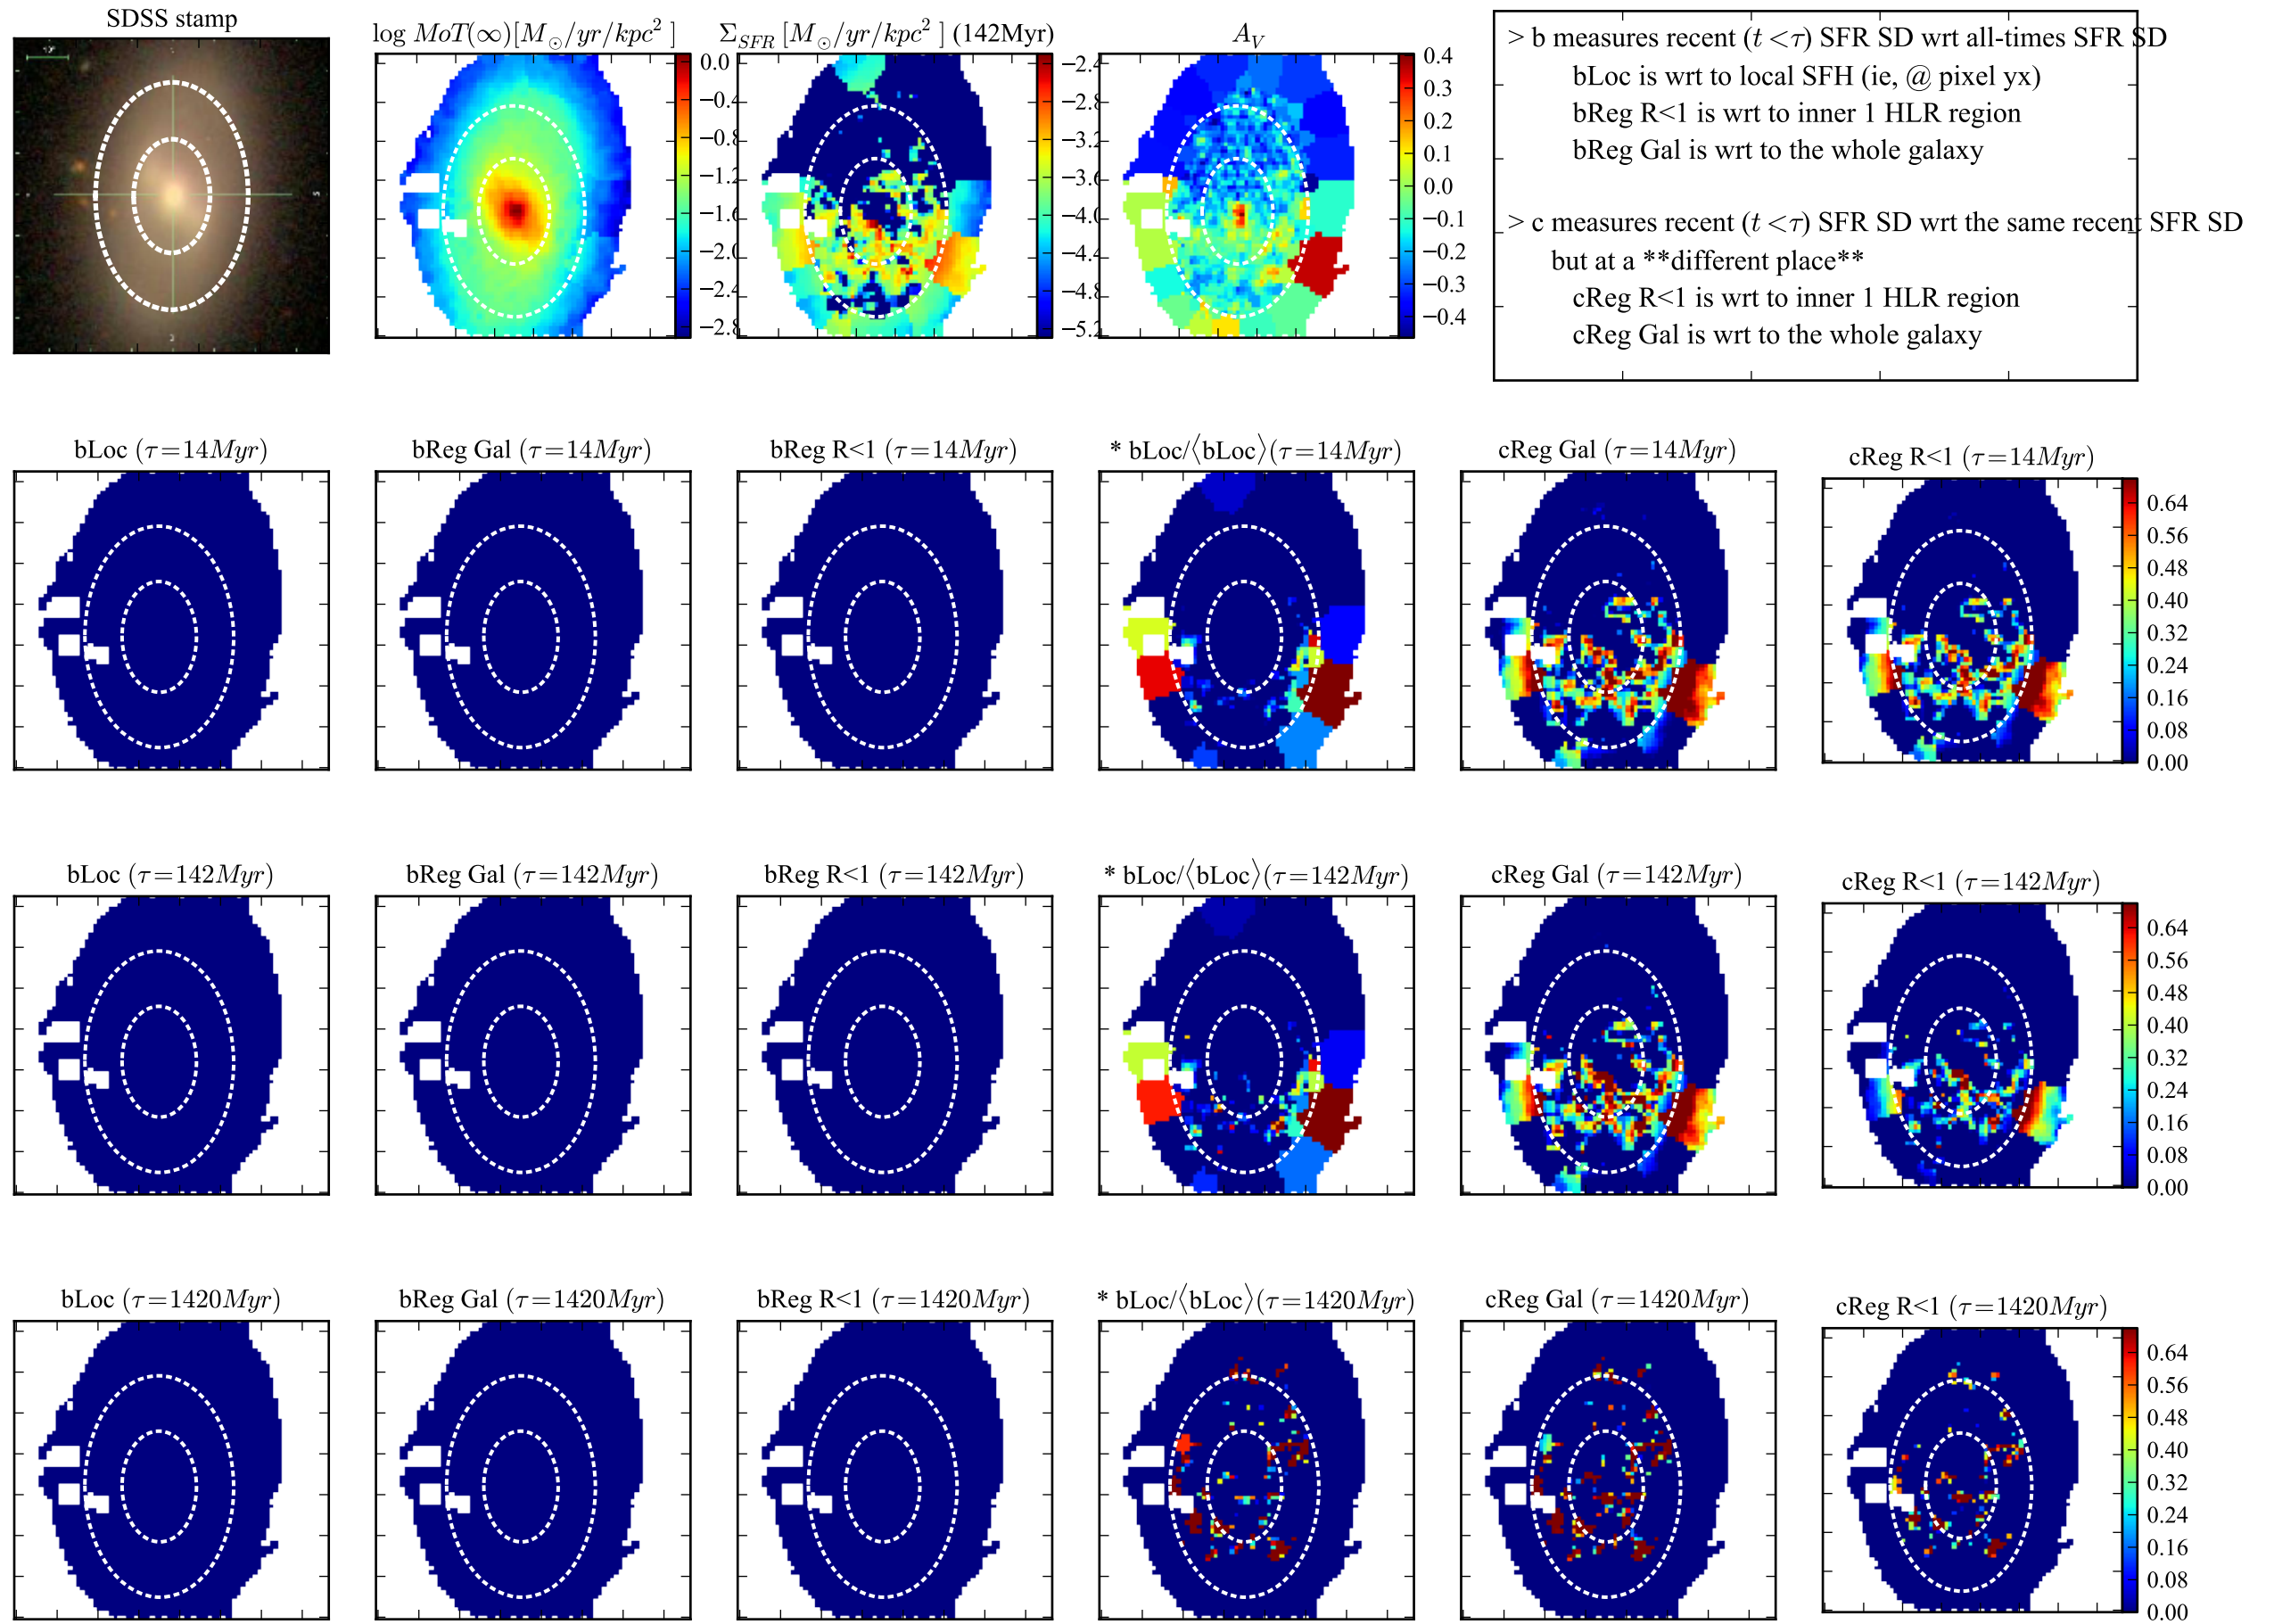 SDSS stamp
log MoT(∞)[M⊙/yr/kpc²]
Σ_SFR [M⊙/yr/kpc²] (142Myr)
A_V
0.0
−0.4
−0.8
−1.2
−1.6
−2.0
−2.4
−2.8
−2.4
−2.8
−3.2
−3.6
−4.0
−4.4
−4.8
−5.2
0.4
0.3
0.2
0.1
0.0
−0.1
−0.2
−0.3
−0.4
> b measures recent (t <τ) SFR SD wrt all-times SFR SD
bLoc is wrt to local SFH (ie, @ pixel yx)
bReg R<1 is wrt to inner 1 HLR region
bReg Gal is wrt to the whole galaxy
> c measures recent (t <τ) SFR SD wrt the same recent SFR SD
but at a **different place**
cReg R<1 is wrt to inner 1 HLR region
cReg Gal is wrt to the whole galaxy
bLoc (τ=14Myr)
bReg Gal (τ=14Myr)
bReg R<1 (τ=14Myr)
* bLoc/⟨bLoc⟩(τ=14Myr)
cReg Gal (τ=14Myr)
cReg R<1 (τ=14Myr)
0.64
0.56
0.48
0.40
0.32
0.24
0.16
0.08
0.00
bLoc (τ=142Myr)
bReg Gal (τ=142Myr)
bReg R<1 (τ=142Myr)
* bLoc/⟨bLoc⟩(τ=142Myr)
cReg Gal (τ=142Myr)
cReg R<1 (τ=142Myr)
0.64
0.56
0.48
0.40
0.32
0.24
0.16
0.08
0.00
bLoc (τ=1420Myr)
bReg Gal (τ=1420Myr)
bReg R<1 (τ=1420Myr)
* bLoc/⟨bLoc⟩(τ=1420Myr)
cReg Gal (τ=1420Myr)
cReg R<1 (τ=1420Myr)
0.64
0.56
0.48
0.40
0.32
0.24
0.16
0.08
0.00